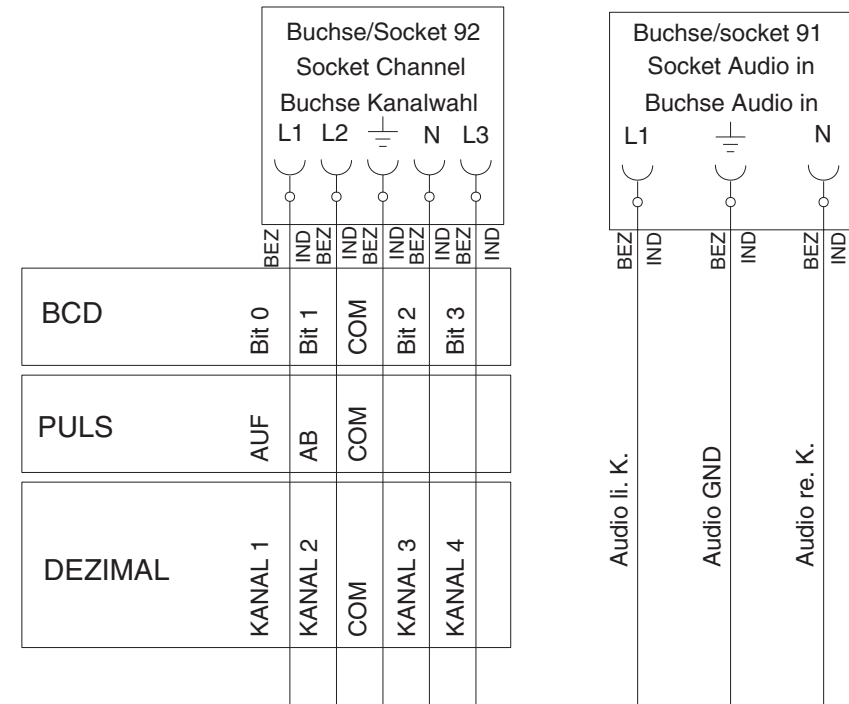 Buchse/Socket 92
Socket Channel
Buchse Kanalwahl
L1 L2 N L3
BEZ IND BEZ IND BEZ IND BEZ IND BEZ IND
BCD Bit 0 Bit 1 COM Bit 2 Bit 3
PULS AUF AB COM
DEZIMAL KANAL 1 KANAL 2 COM KANAL 3 KANAL 4
Buchse/socket 91
Socket Audio in
Buchse Audio in
L1 N
BEZ IND BEZ IND BEZ IND
Audio li. K. Audio GND Audio re. K.